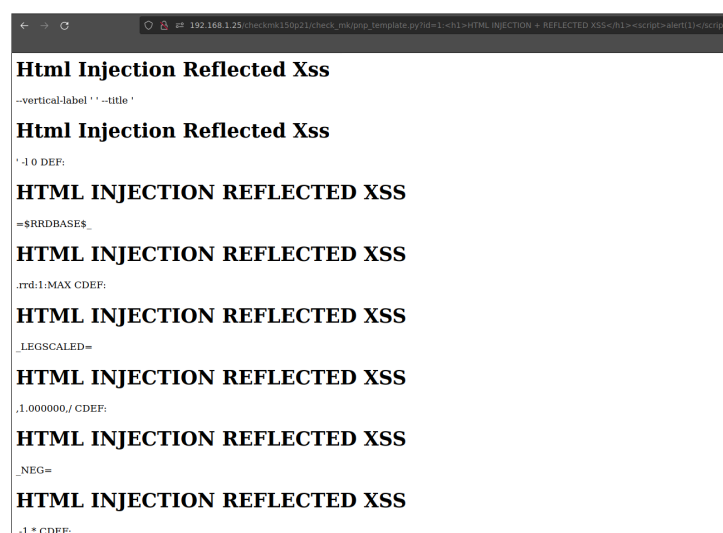 192.168.1.25/checkmk150p21/check_mk/pnp_template.py?id=1:<h1>HTML INJECTION + REFLECTED XSS</h1><script>alert(1)</scrip
Html Injection Reflected Xss
--vertical-label ' ' --title '
Html Injection Reflected Xss
' -l 0 DEF:
HTML INJECTION REFLECTED XSS
=$RRDBASE$_
HTML INJECTION REFLECTED XSS
.rrd:1:MAX CDEF:
HTML INJECTION REFLECTED XSS
_LEGSCALED=
HTML INJECTION REFLECTED XSS
,1.000000,/ CDEF:
HTML INJECTION REFLECTED XSS
_NEG=
HTML INJECTION REFLECTED XSS
,-1,* CDEF: